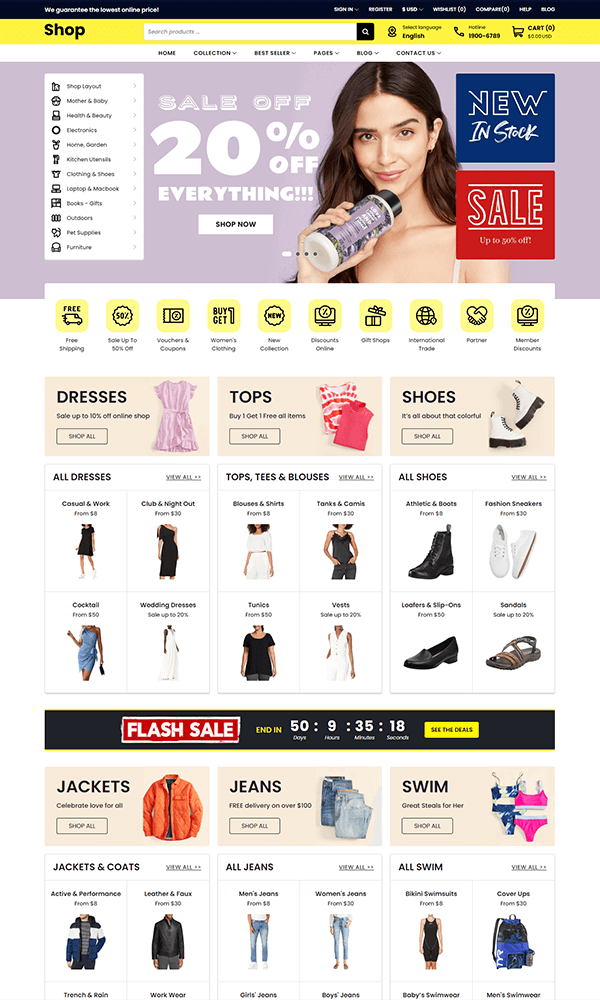 We guarantee the lowest online price!
SIGN IN
REGISTER
$ USD
WISHLIST (0)
COMPARE(0)
HELP
BLOG
Shop
Search products ...
Select language
English
Hotline
1900-6789
CART (0)
$0.00 USD
HOME
COLLECTION
BEST SELLER
PAGES
BLOG
CONTACT US
Shop Layout
Mother & Baby
Health & Beauty
Electronics
Home, Garden
Kitchen Utensils
Clothing & Shoes
Laptop & Macbook
Books - Gifts
Outdoors
Pet Supplies
Furniture
SALE OFF
20% OFF
EVERYTHING!!!
SHOP NOW
NEW
In Stock
SALE
Up to 50% off!
FREE
50%
BUY 1
GET
NEW
Free
Shipping
Sale Up To
50% Off
Vouchers &
Coupons
Women's
Clothing
New
Collection
Discounts
Online
Gift Shops
International
Trade
Partner
Member
Discounts
DRESSES
Sale up to 10% off online shop
SHOP ALL
TOPS
Buy 1 Get 1 Free all items
SHOP ALL
SHOES
It's all about that colorful
SHOP ALL
ALL DRESSES
VIEW ALL >>
Casual & Work
From $8
Club & Night Out
From $30
Cocktail
From $50
Wedding Dresses
Sale up to 20%
TOPS, TEES & BLOUSES
VIEW ALL >>
Blouses & Shirts
From $8
Tanks & Camis
From $30
Tunics
From $50
Vests
Sale up to 20%
ALL SHOES
VIEW ALL >>
Athletic & Boots
From $8
Fashion Sneakers
From $30
Loafers & Slip-Ons
From $50
Sandals
Sale up to 20%
FLASH SALE
END IN
50 : 9 : 35 : 18
Days Hours Minutes Seconds
SEE THE DEALS
JACKETS
Celebrate love for all
SHOP ALL
JEANS
FREE delivery on over $100
SHOP ALL
SWIM
Great Steals for Her
SHOP ALL
JACKETS & COATS
VIEW ALL >>
Active & Performance
From $8
Leather & Faux
From $30
Trench & Rain
Work Wear
ALL JEANS
VIEW ALL >>
Men's Jeans
From $8
Women's Jeans
From $30
Girls' Jeans
Boys' Jeans
ALL SWIM
VIEW ALL >>
Bikini Swimsuits
From $8
Cover Ups
From $30
TYR
Baby's Swimwear
Men's Swimwear